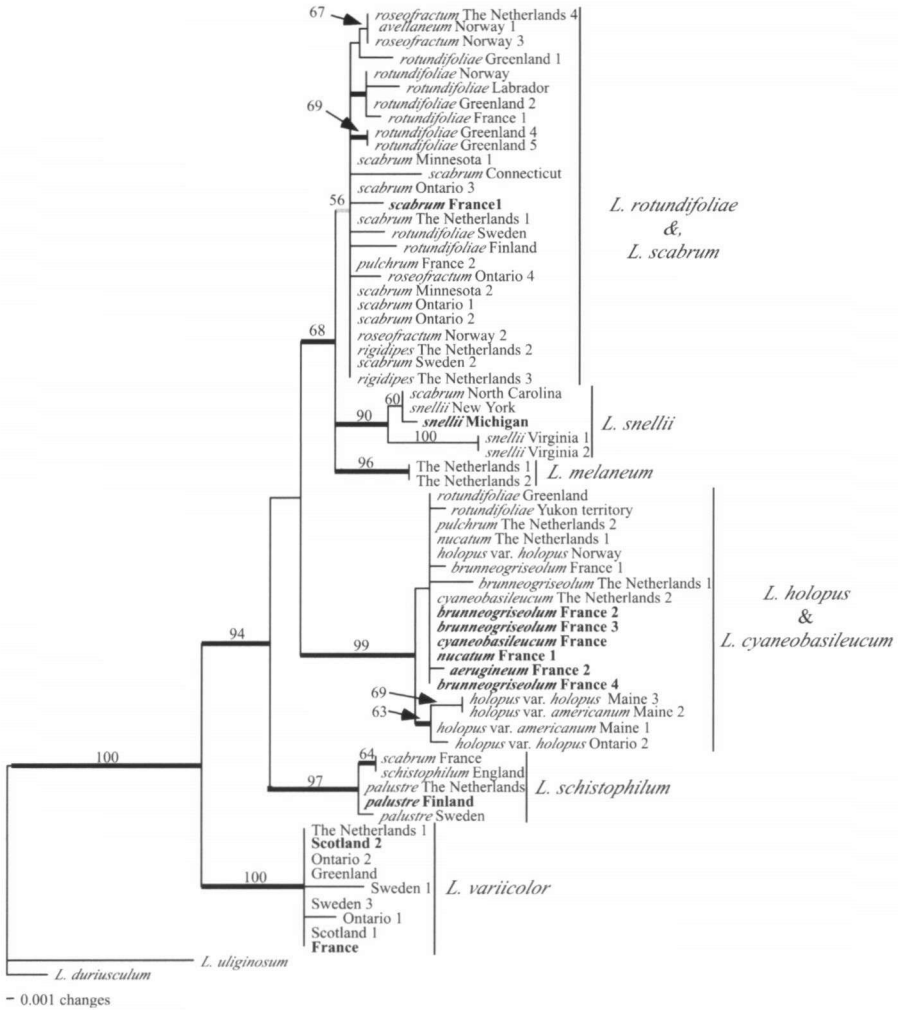 67
roseofractum The Netherlands 4
avellaneum Norway 1
roseofractum Norway 3
rotundifoliae Greenland 1
rotundifoliae Norway
rotundifoliae Labrador
rotundifoliae Greenland 2
69
rotundifoliae France 1
rotundifoliae Greenland 4
rotundifoliae Greenland 5
scabrum Minnesota 1
scabrum Connecticut
scabrum Ontario 3
56
scabrum France1
scabrum The Netherlands 1
rotundifoliae Sweden
rotundifoliae Finland
pulchrum France 2
roseofractum Ontario 4
scabrum Minnesota 2
scabrum Ontario 1
scabrum Ontario 2
roseofractum Norway 2
rigidipes The Netherlands 2
scabrum Sweden 2
rigidipes The Netherlands 3
L. rotundifoliae
&,
L. scabrum
68
60
scabrum North Carolina
snellii New York
90
snellii Michigan
100
snellii Virginia 1
snellii Virginia 2
L. snellii
96
The Netherlands 1
The Netherlands 2
L. melaneum
rotundifoliae Greenland
rotundifoliae Yukon territory
pulchrum The Netherlands 2
nucatum The Netherlands 1
holopus var. holopus Norway
brunneogriseolum France 1
brunneogriseolum The Netherlands 1
cyaneobasileucum The Netherlands 2
brunneogriseolum France 2
brunneogriseolum France 3
94
99
cyaneobasileucum France
nucatum France 1
aerugineum France 2
brunneogriseolum France 4
69
holopus var. holopus Maine 3
63
holopus var. americanum Maine 2
holopus var. americanum Maine 1
holopus var. holopus Ontario 2
L. holopus
&
L. cyaneobasileucum
100
64
scabrum France
schistophilum England
97
palustre The Netherlands
palustre Finland
palustre Sweden
L. schistophilum
The Netherlands 1
Scotland 2
Ontario 2
Greenland
100
Sweden 1
Sweden 3
Ontario 1
Scotland 1
France
L. variicolor
L. uliginosum
L. duriusculum
– 0.001 changes